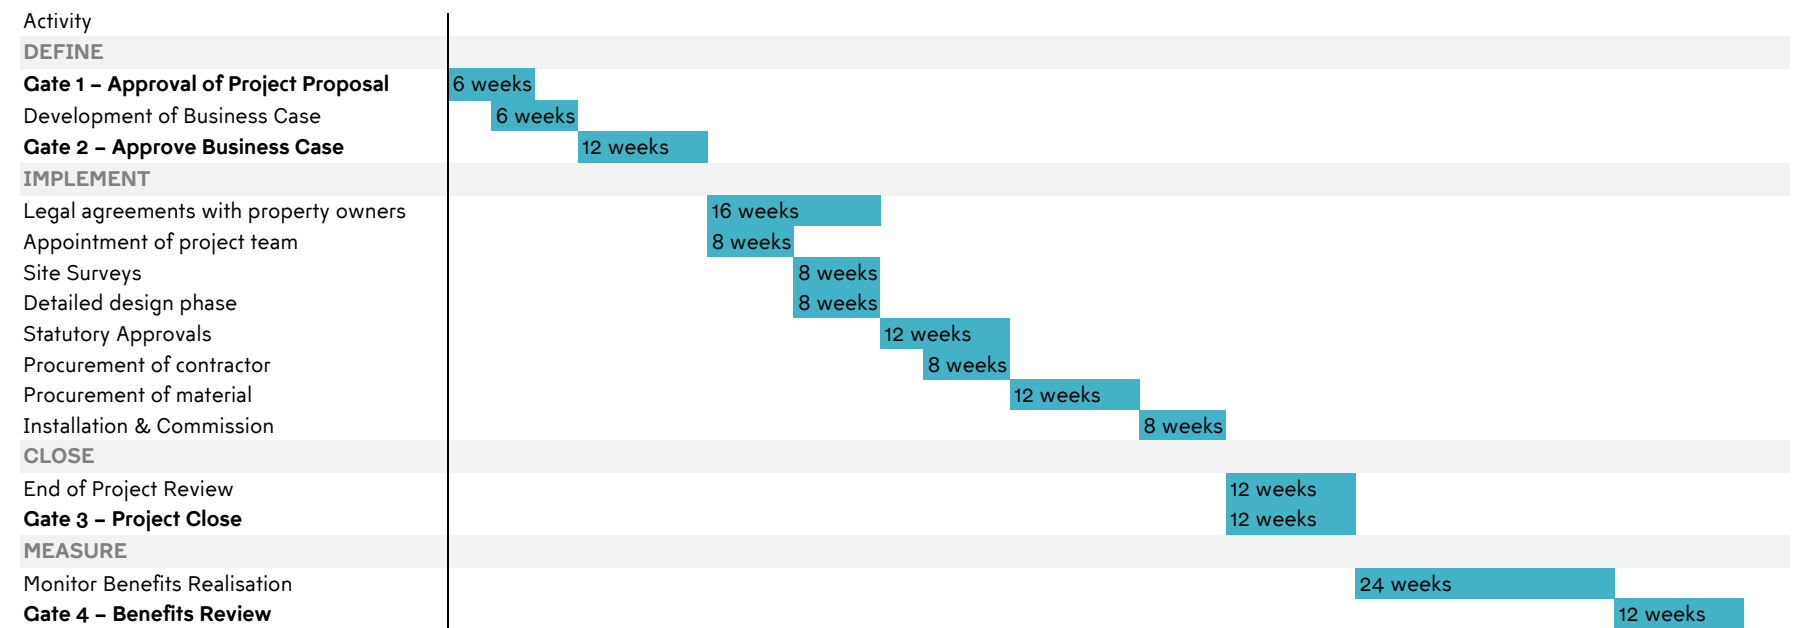 Activity
DEFINE
Gate 1 – Approval of Project Proposal 6 weeks
Development of Business Case 6 weeks
Gate 2 – Approve Business Case 12 weeks
IMPLEMENT
Legal agreements with property owners 16 weeks
Appointment of project team 8 weeks
Site Surveys 8 weeks
Detailed design phase 8 weeks
Statutory Approvals 12 weeks
Procurement of contractor 8 weeks
Procurement of material 12 weeks
Installation & Commission 8 weeks
CLOSE
End of Project Review 12 weeks
Gate 3 – Project Close 12 weeks
MEASURE
Monitor Benefits Realisation 24 weeks
Gate 4 – Benefits Review 12 weeks